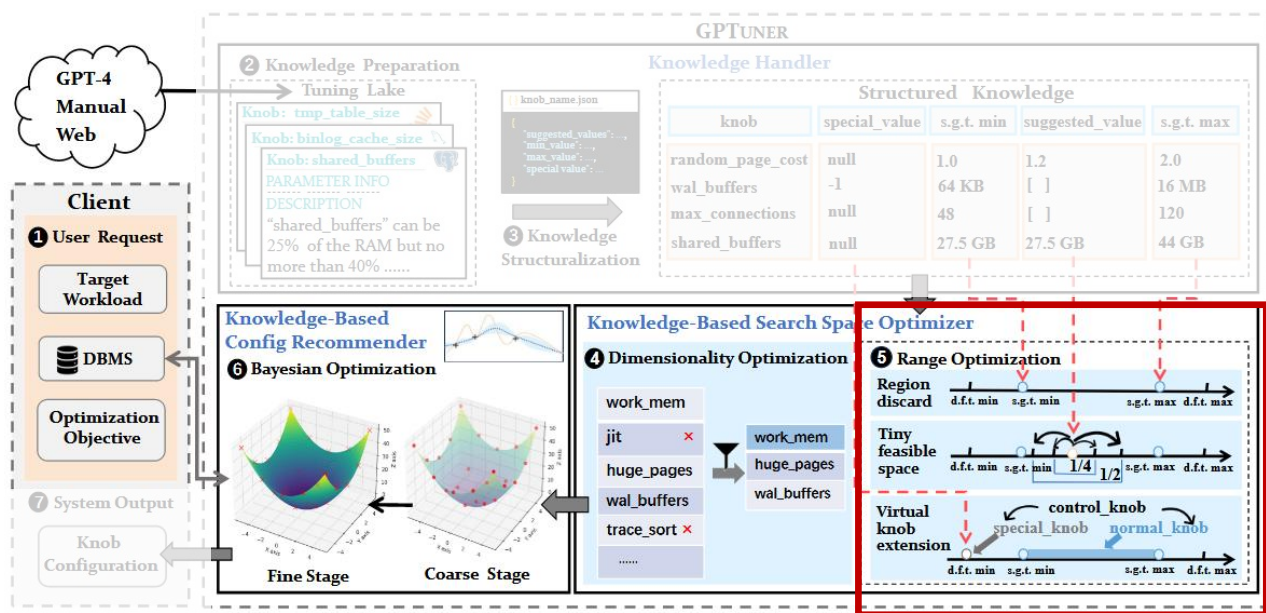 GPTUNER
GPT-4
Manual
Web
2 Knowledge Preparation
Tuning Lake
Knob: tmp_table_size
Knob: binlog_cache_size
Knob: shared_buffers
PARAMETER INFO
DESCRIPTION
“shared_buffers” can be
25% of the RAM but no
more than 40% ......
knob_name.json
{
"suggested_values": ...,
"min_value": ...,
"max_value": ...,
"special value": ...
}
3 Knowledge
Structuralization
Knowledge Handler
Structured Knowledge
knob special_value s.g.t. min suggested_value s.g.t. max
random_page_cost null 1.0 1.2 2.0
wal_buffers -1 64 KB [ ] 16 MB
max_connections null 48 [ ] 120
shared_buffers null 27.5 GB 27.5 GB 44 GB
Client
1 User Request
Target
Workload
DBMS
Optimization
Objective
7 System Output
Knob
Configuration
Knowledge-Based
Config Recommender
6 Bayesian Optimization
Fine Stage
Coarse Stage
Knowledge-Based Search Space Optimizer
4 Dimensionality Optimization
work_mem
jit
huge_pages
wal_buffers
trace_sort
......
work_mem
huge_pages
wal_buffers
5 Range Optimization
Region
discard
d.f.t. min s.g.t. min s.g.t. max d.f.t. max
Tiny
feasible
space
d.f.t. min s.g.t. min 1/4 1/2 s.g.t. max d.f.t. max
Virtual
knob
extension
control_knob
special_knob normal_knob
d.f.t. min s.g.t. min s.g.t. max d.f.t. max